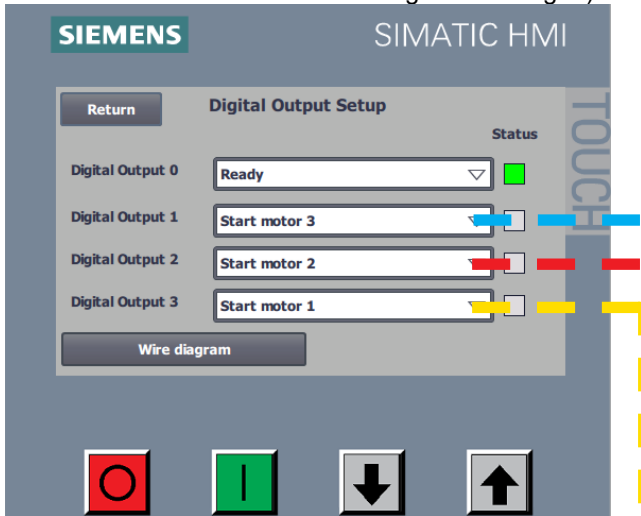 SIEMENS SIMATIC HMI
TOUCH
Return Digital Output Setup
Status
Digital Output 0 Ready
Digital Output 1 Start motor 3
Digital Output 2 Start motor 2
Digital Output 3 Start motor 1
Wire diagram